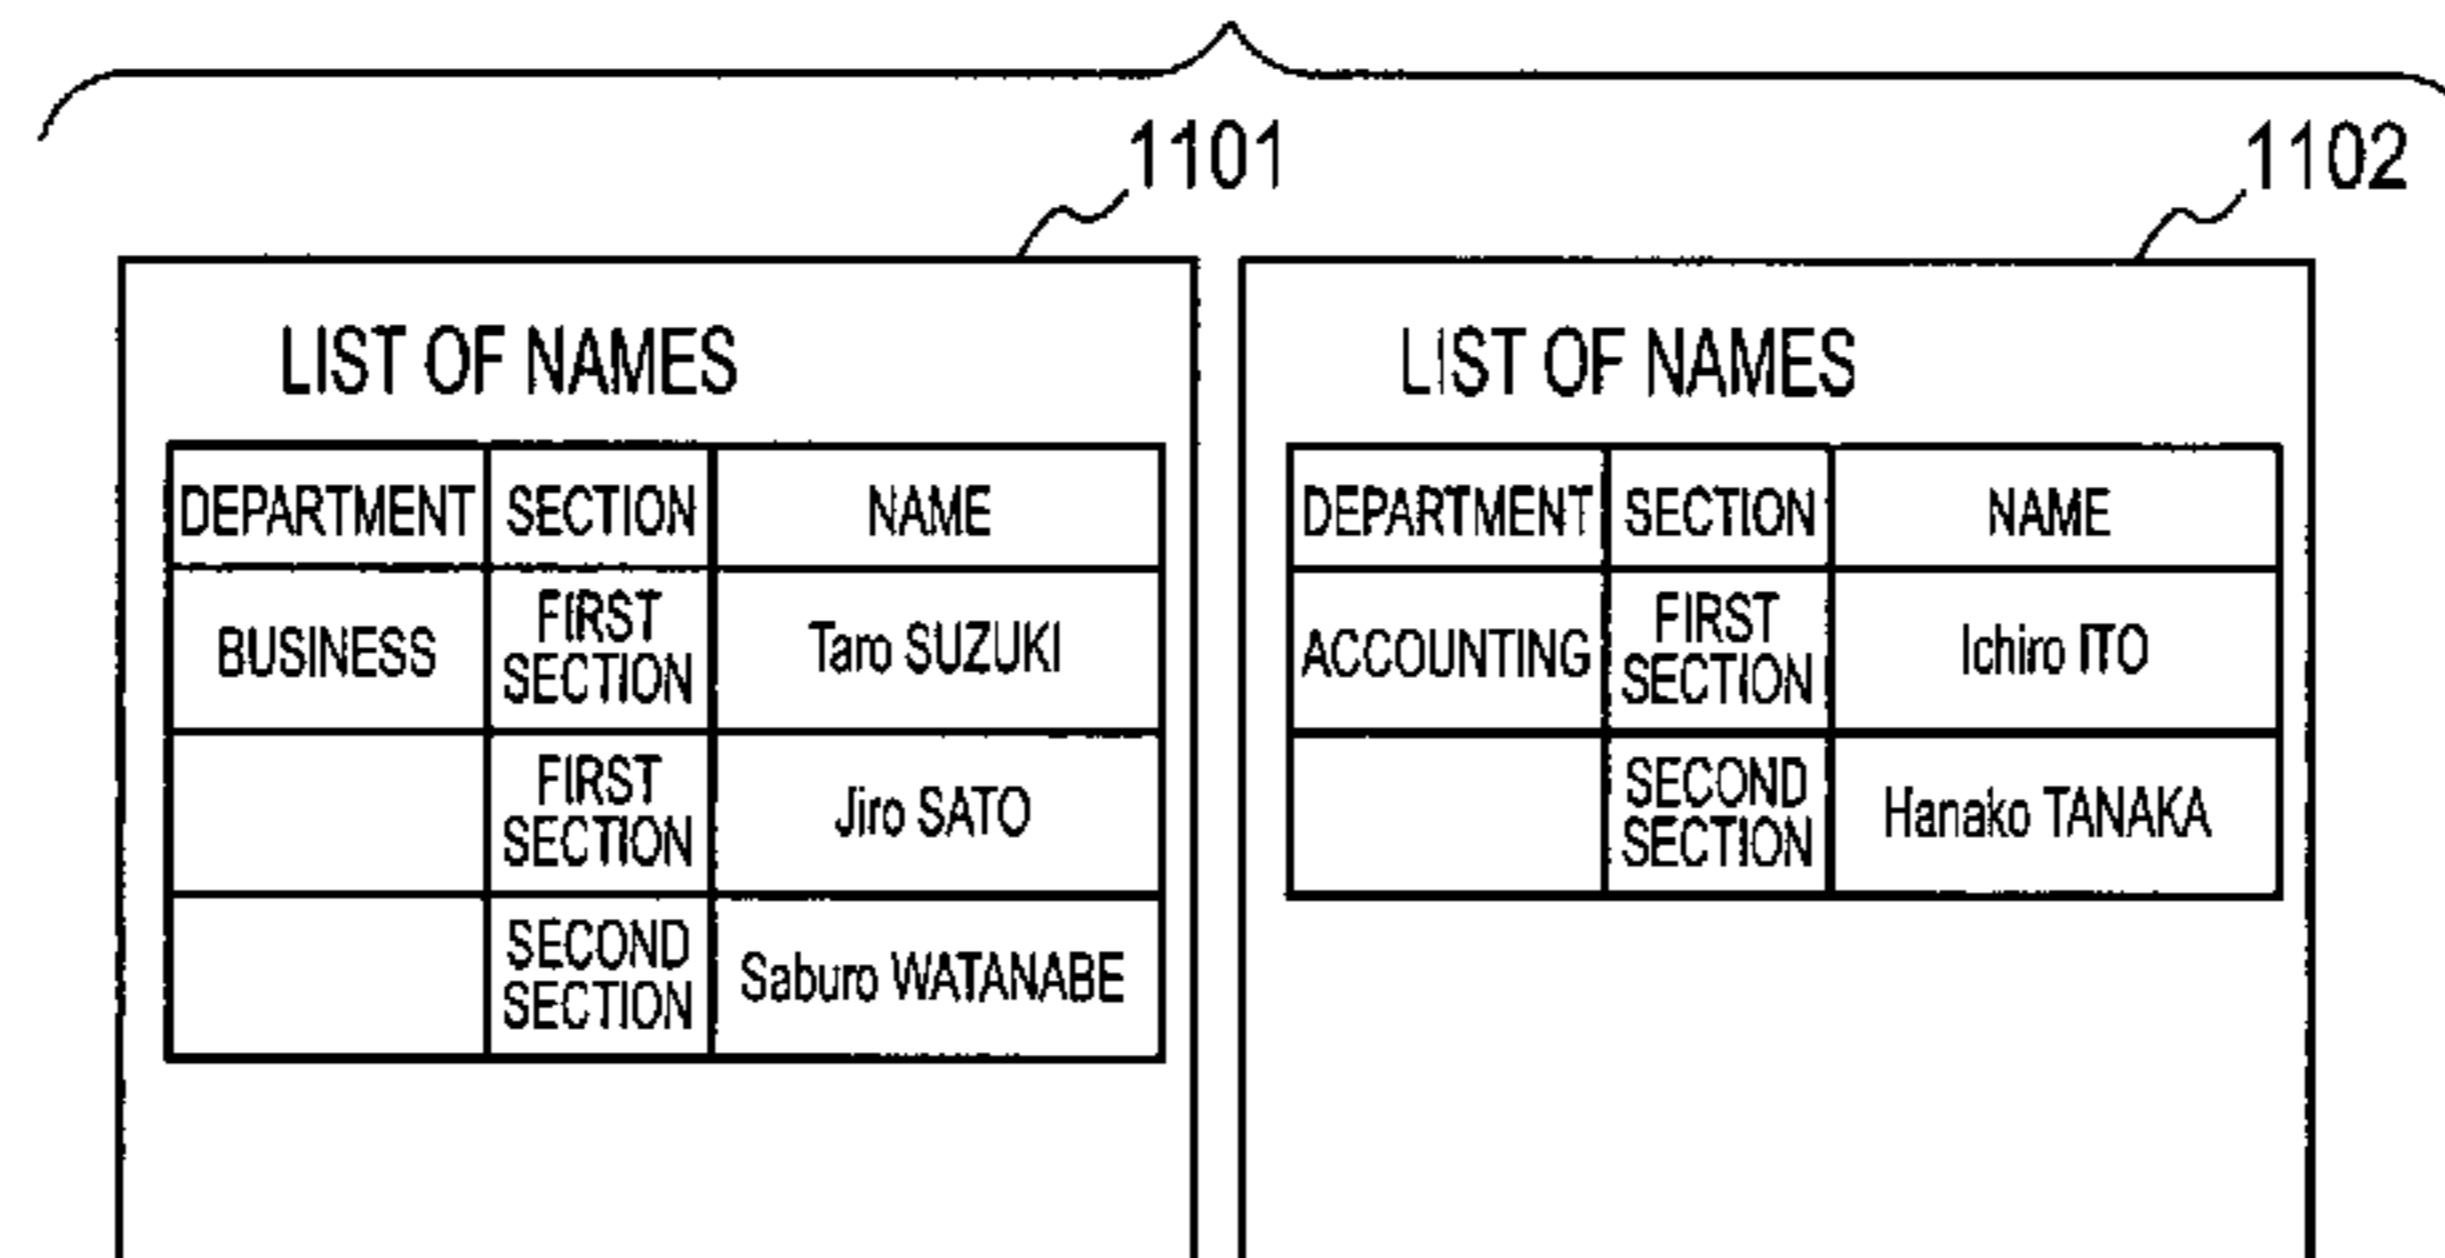 1101
LIST OF NAMES
DEPARTMENT SECTION NAME
BUSINESS FIRST SECTION Taro SUZUKI
FIRST SECTION Jiro SATO
SECOND SECTION Saburo WATANABE
1102
LIST OF NAMES
DEPARTMENT SECTION NAME
ACCOUNTING FIRST SECTION Ichiro ITO
SECOND SECTION Hanako TANAKA